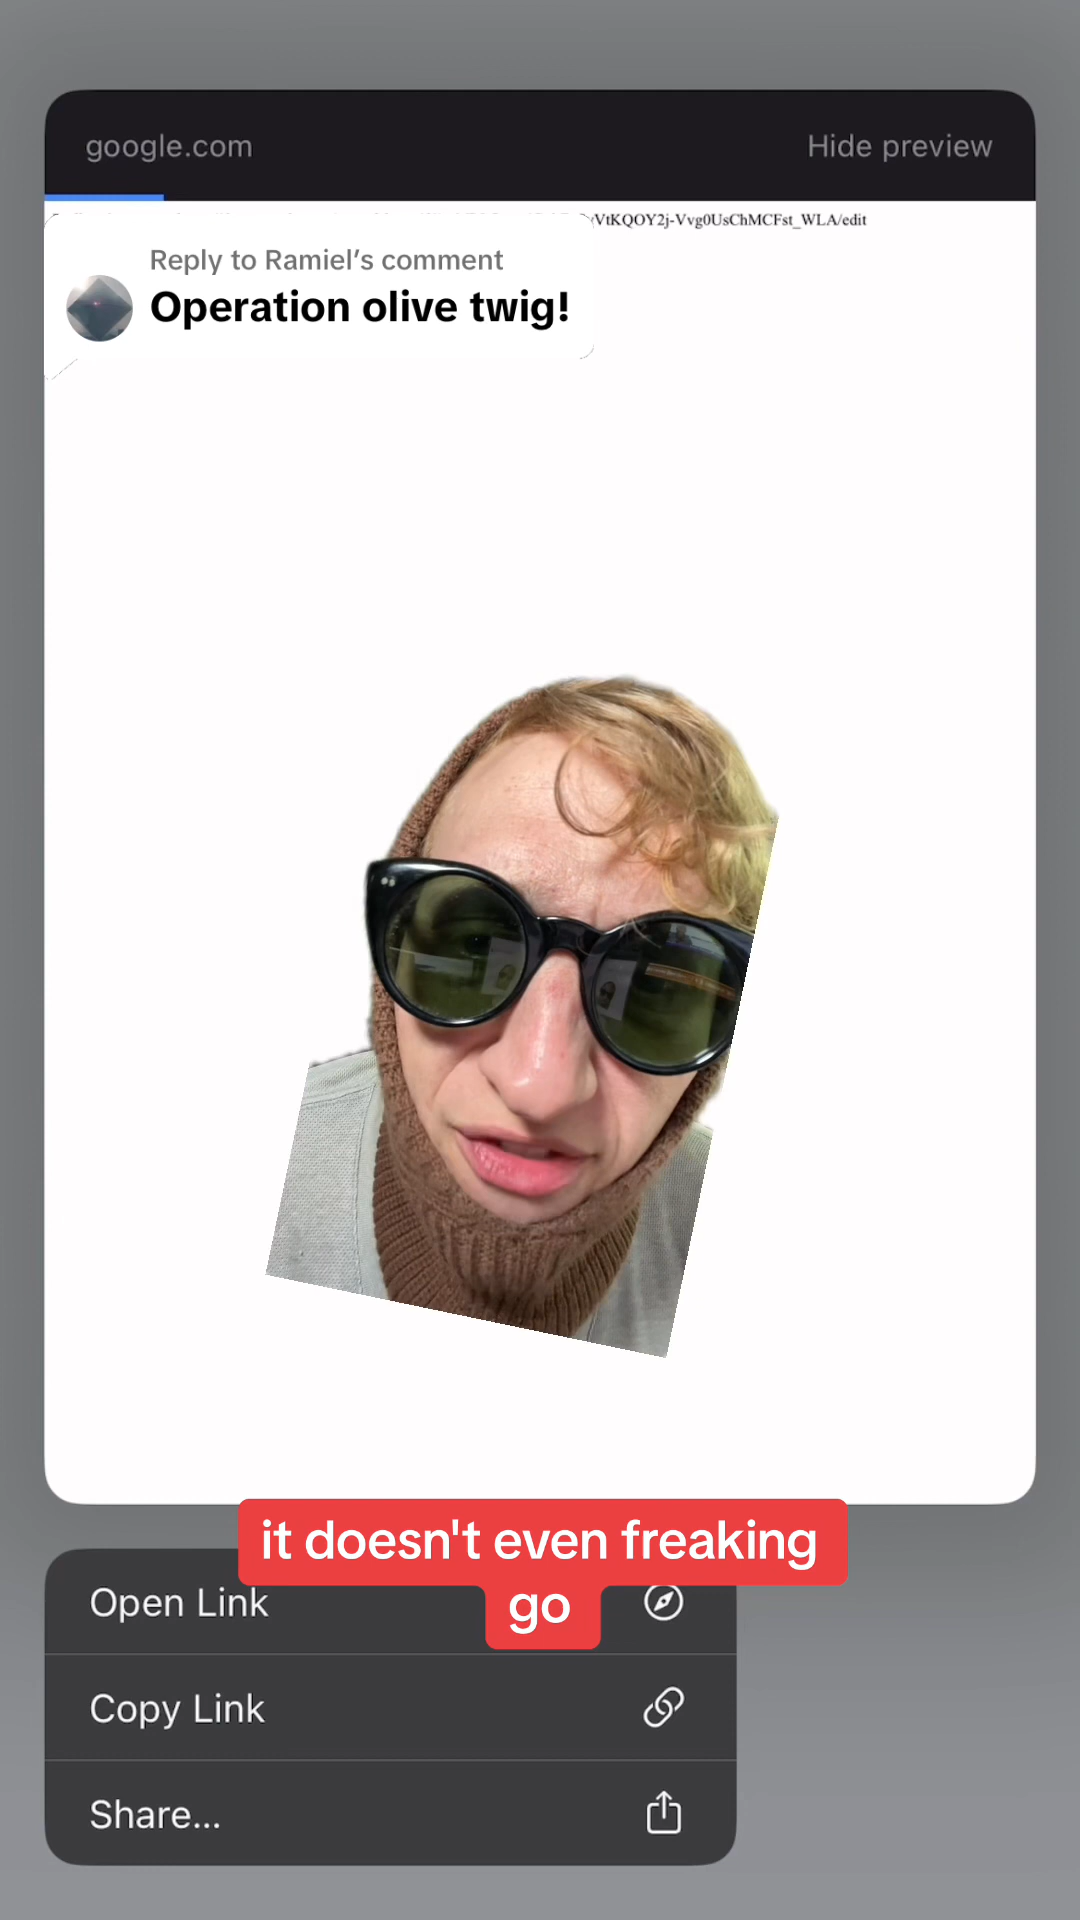 google.com
Hide preview
VtKQOY2j-Vvg0UsChMCFst_WLA/edit
Reply to Ramiel's comment
Operation olive twig!
it doesn't even freaking
go
Open Link
Copy Link
Share...